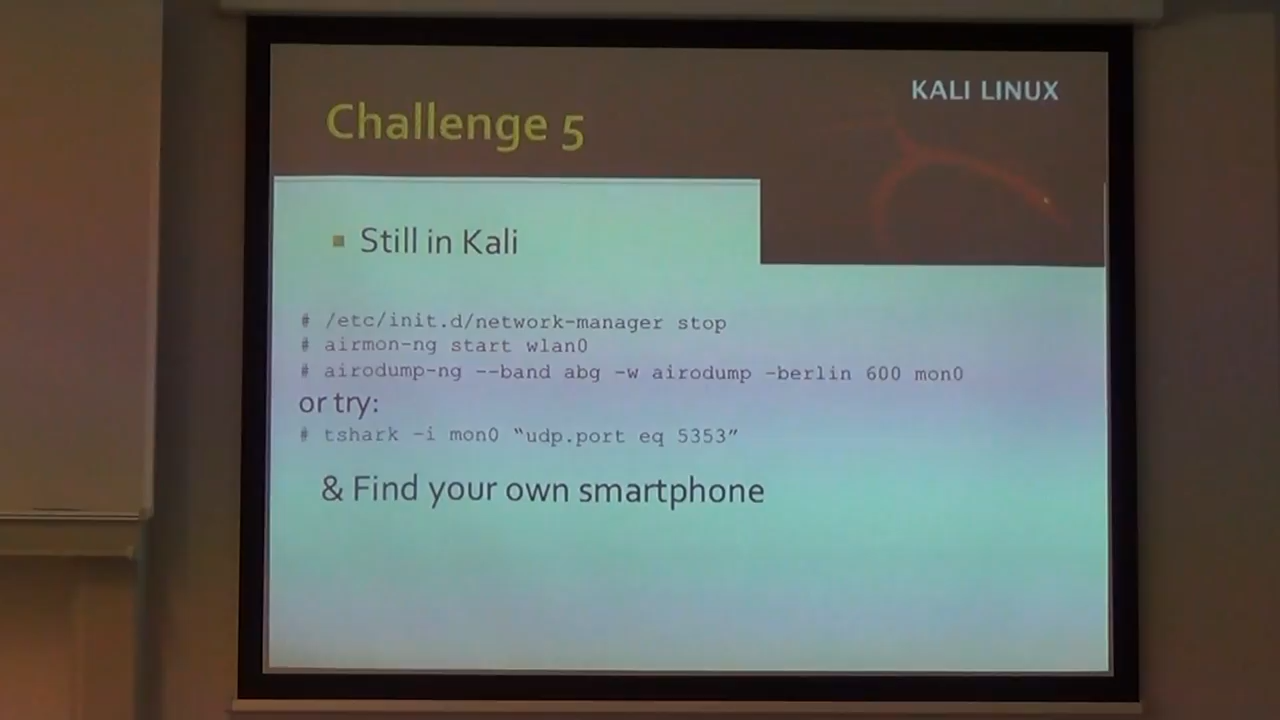 KALI LINUX
Challenge 5
▪ Still in Kali
# /etc/init.d/network-manager stop
# airmon-ng start wlan0
# airodump-ng --band abg -w airodump -berlin 600 mon0
or try:
# tshark -i mon0 “udp.port eq 5353”
& Find your own smartphone